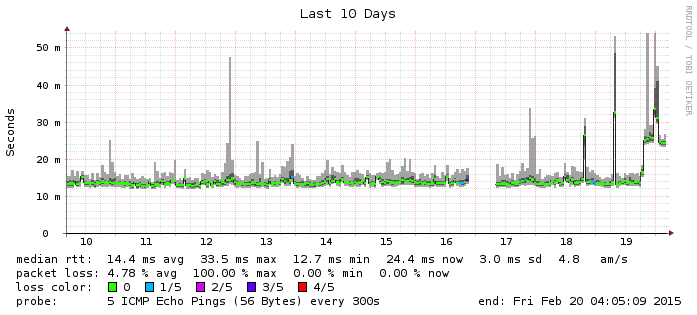 Last 10 Days
RRDTOOL / TOBI OETIKER
Seconds
50 m
40 m
30 m
20 m
10 m
0
10 11 12 13 14 15 16 17 18 19
median rtt: 14.4 ms avg 33.5 ms max 12.7 ms min 24.4 ms now 3.0 ms sd 4.8 am/s
packet loss: 4.78 % avg 100.00 % max 0.00 % min 0.00 % now
loss color: 0 1/5 2/5 3/5 4/5
probe: 5 ICMP Echo Pings (56 Bytes) every 300s end: Fri Feb 20 04:05:09 2015